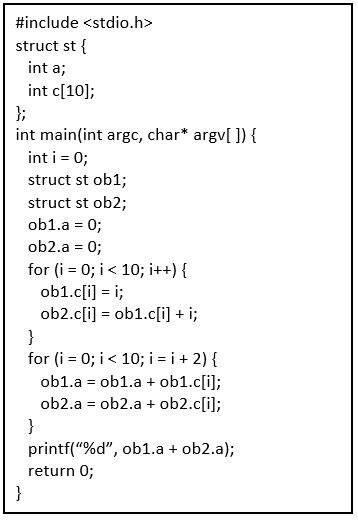 #include <stdio.h>
struct st {
int a;
int c[10];
};
int main(int argc, char* argv[ ]) {
int i = 0;
struct st ob1;
struct st ob2;
ob1.a = 0;
ob2.a = 0;
for (i = 0; i < 10; i++) {
ob1.c[i] = i;
ob2.c[i] = ob1.c[i] + i;
}
for (i = 0; i < 10; i = i + 2) {
ob1.a = ob1.a + ob1.c[i];
ob2.a = ob2.a + ob2.c[i];
}
printf(“%d”, ob1.a + ob2.a);
return 0;
}